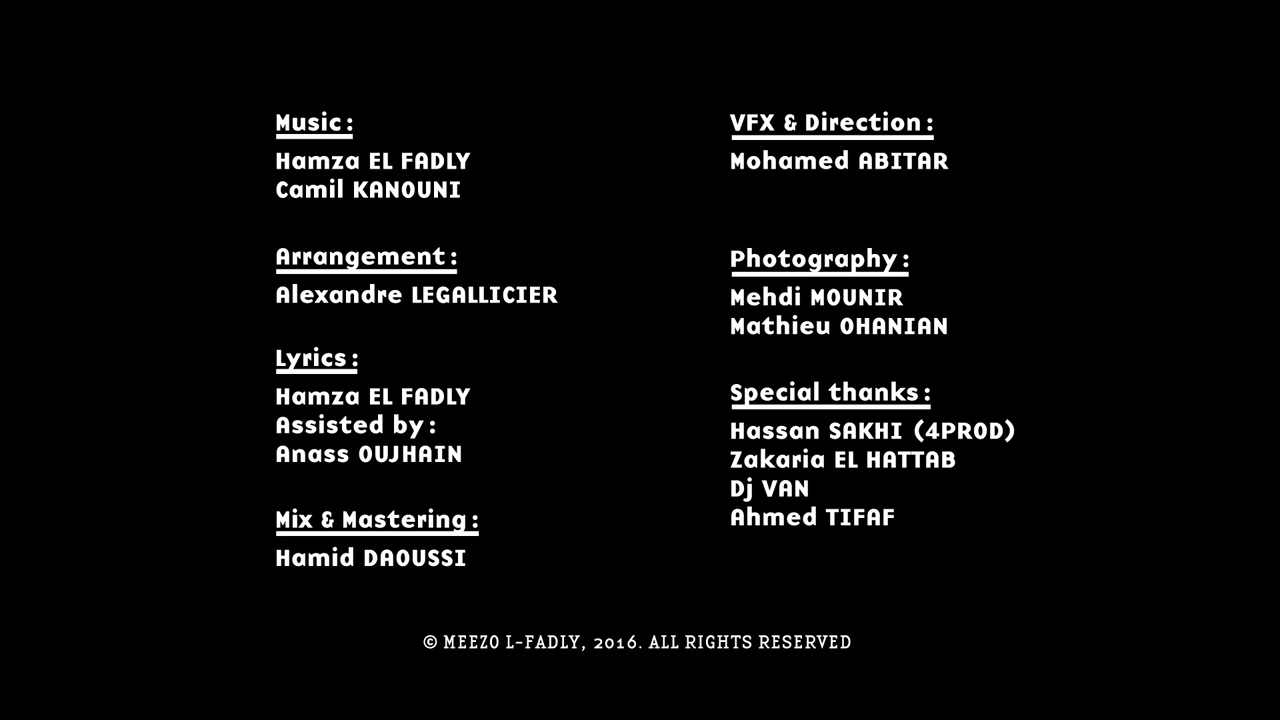 Music:
Hamza EL FADLY
Camil KANOUNI
Arrangement:
Alexandre LEGALLICIER
Lyrics:
Hamza EL FADLY
Assisted by:
Anass OUJHAIN
Mix & Mastering:
Hamid DAOUSSI
VFX & Direction:
Mohamed ABITAR
Photography:
Mehdi MOUNIR
Mathieu OHANIAN
Special thanks:
Hassan SAKHI (4PROD)
Zakaria EL HATTAB
Dj VAN
Ahmed TIFAF
© MEEZO L-FADLY, 2016. ALL RIGHTS RESERVED